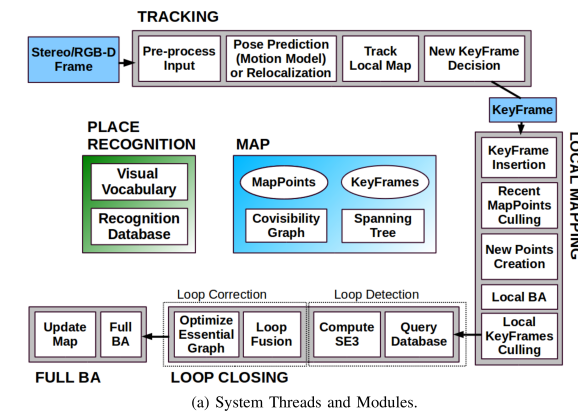 TRACKING
Stereo/RGB-D
Frame
Pre-process
Input
Pose Prediction
(Motion Model)
or Relocalization
Track
Local Map
New KeyFrame
Decision
KeyFrame
LOCAL MAPPING
KeyFrame
Insertion
Recent
MapPoints
Culling
New Points
Creation
Local BA
Local
KeyFrames
Culling
PLACE
RECOGNITION
Visual
Vocabulary
Recognition
Database
MAP
MapPoints
KeyFrames
Covisibility
Graph
Spanning
Tree
Loop Correction
Loop Detection
Optimize
Essential
Graph
Loop
Fusion
Compute
SE3
Query
Database
LOOP CLOSING
Update
Map
Full
BA
FULL BA
(a) System Threads and Modules.